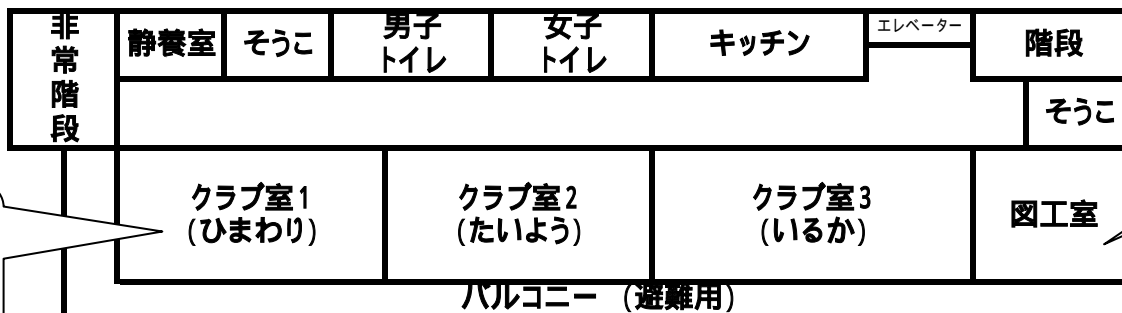 非常階段
静養室
そうこ
男子
トイレ
女子
トイレ
キッチン
エレベーター
階段
そうこ
クラブ室1
(ひまわり)
クラブ室2
(たいよう)
クラブ室3
(いるか)
図工室
バルコニー (避難用)